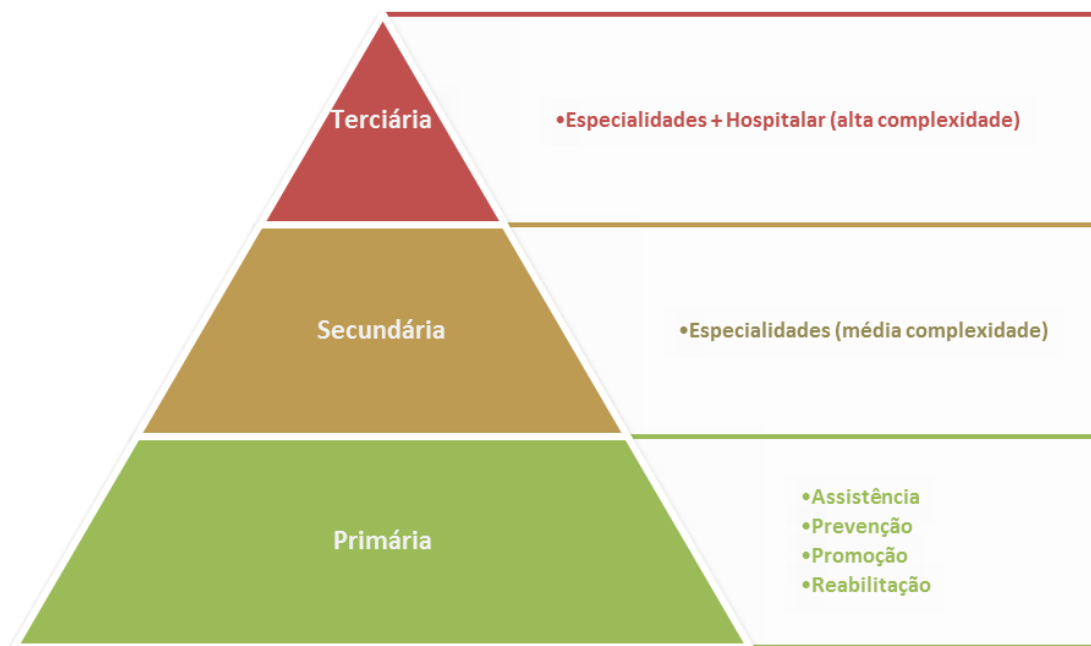 Terciária
•Especialidades + Hospitalar (alta complexidade)
Secundária
•Especialidades (média complexidade)
Primária
•Assistência
•Prevenção
•Promoção
•Reabilitação